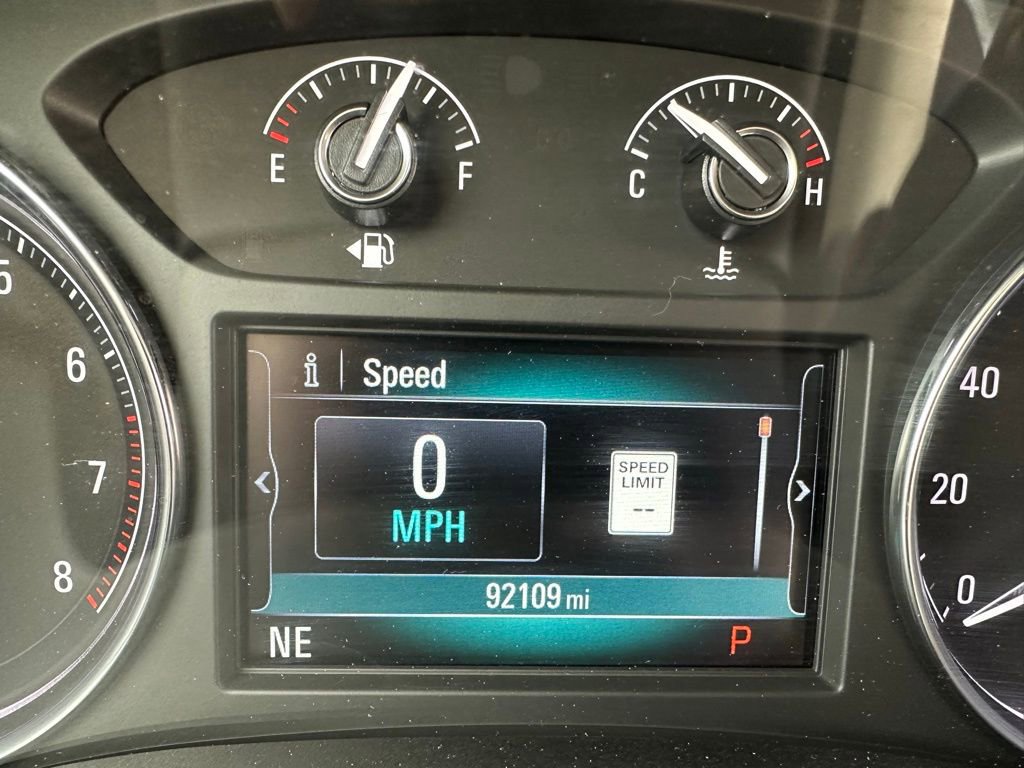 E
F
C
H
5
6
7
8
i
Speed
0
MPH
SPEED
LIMIT
--
92109 mi
NE
P
40
20
0